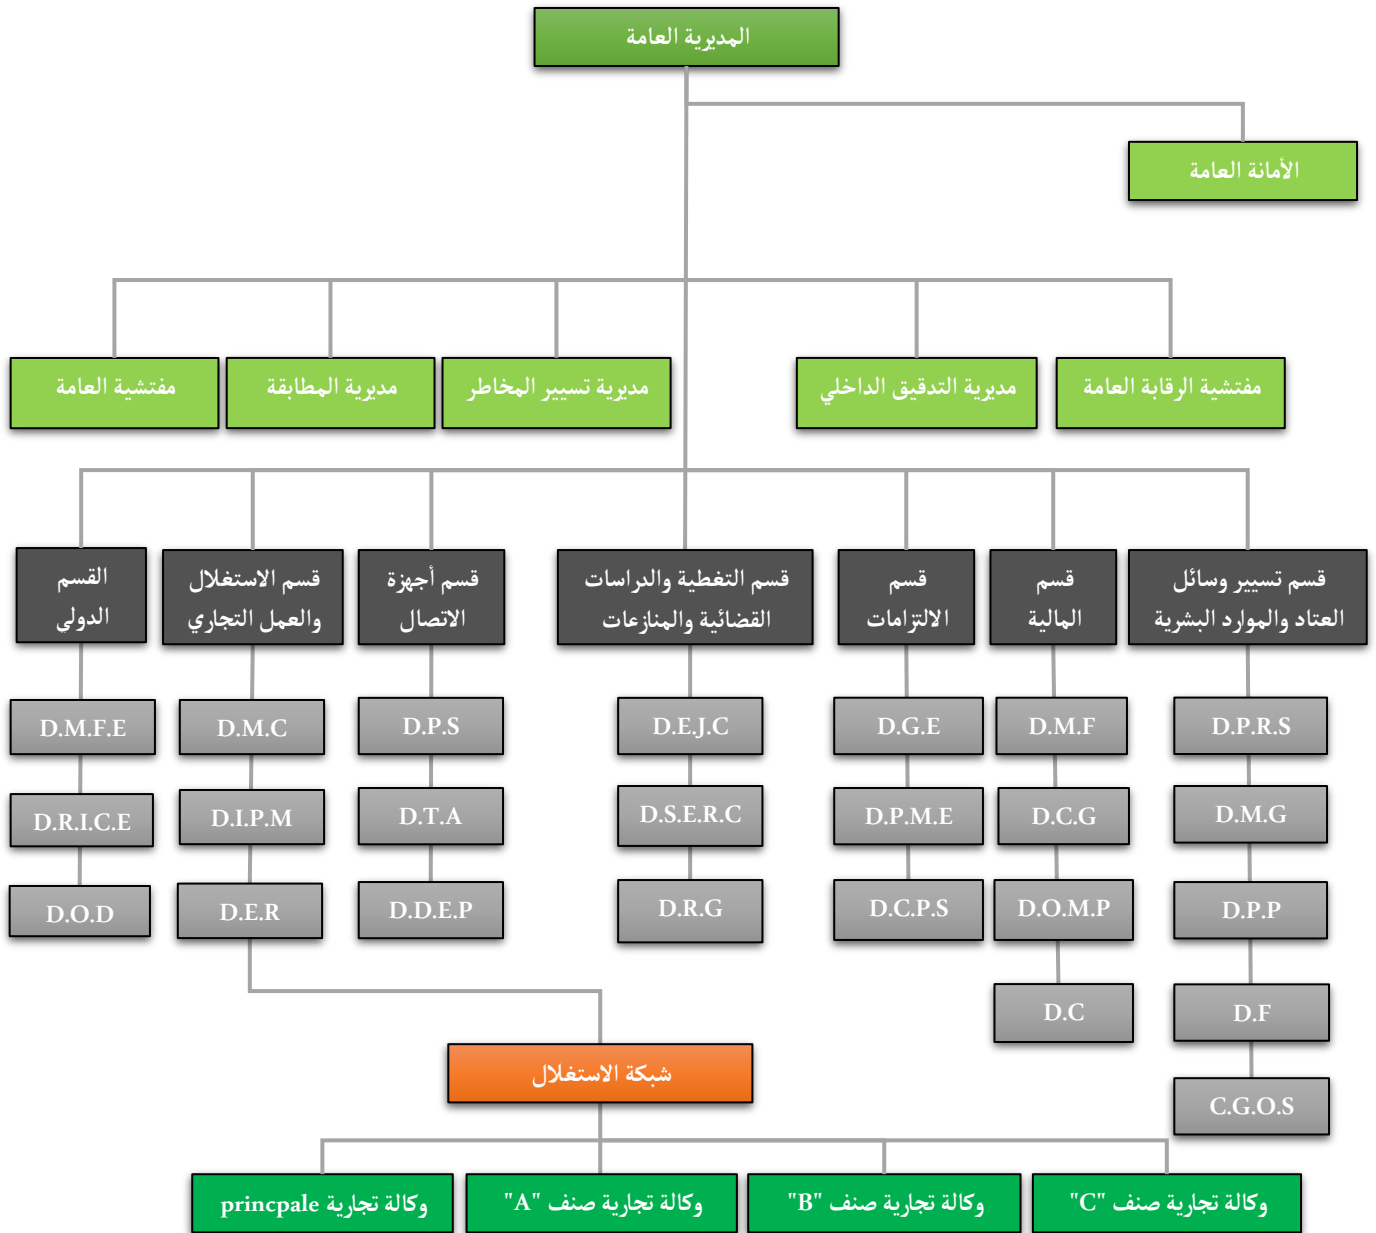 المديرية العامة
الأمانة العامة
مفتشية الرقابة العامة
مديرية التدقيق الداخلي
مديرية تسيير المخاطر
مديرية المطابقة
مفتشية العامة
قسم تسيير وسائل
العتاد والموارد البشرية
قسم
المالية
قسم
الالتزامات
قسم التغطية والدراسات
القضائية والمنازعات
قسم أجهزة
الاتصال
قسم الاستغلال
والعمل التجاري
القسم
الدولي
D.P.R.S
D.M.F
D.G.E
D.E.J.C
D.P.S
D.M.C
D.M.F.E
D.M.G
D.C.G
D.P.M.E
D.S.E.R.C
D.T.A
D.I.P.M
D.R.I.C.E
D.P.P
D.O.M.P
D.C.P.S
D.R.G
D.D.E.P
D.E.R
D.O.D
D.F
D.C
C.G.O.S
شبكة الاستغلال
وكالة تجارية صنف "C"
وكالة تجارية صنف "B"
وكالة تجارية صنف "A"
وكالة تجارية princpale